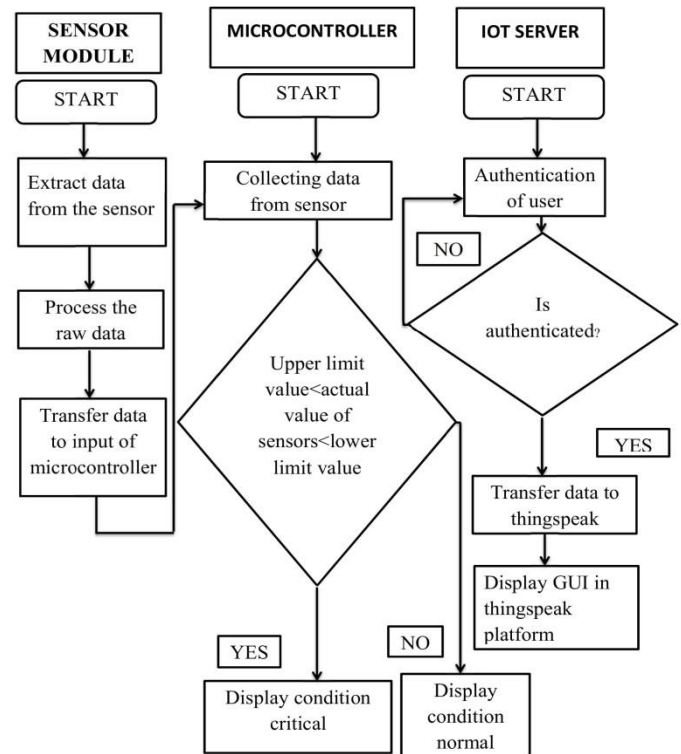 SENSOR
MODULE
START
Extract data
from the sensor
Process the
raw data
Transfer data
to input of
microcontroller
MICROCONTROLLER
START
Collecting data
from sensor
Upper limit
value<actual
value of
sensors<lower
limit value
YES
NO
Display condition
critical
Display
condition
normal
IOT SERVER
START
Authentication
of user
NO
Is
authenticated?
YES
Transfer data to
thingspeak
Display GUI in
thingspeak
platform